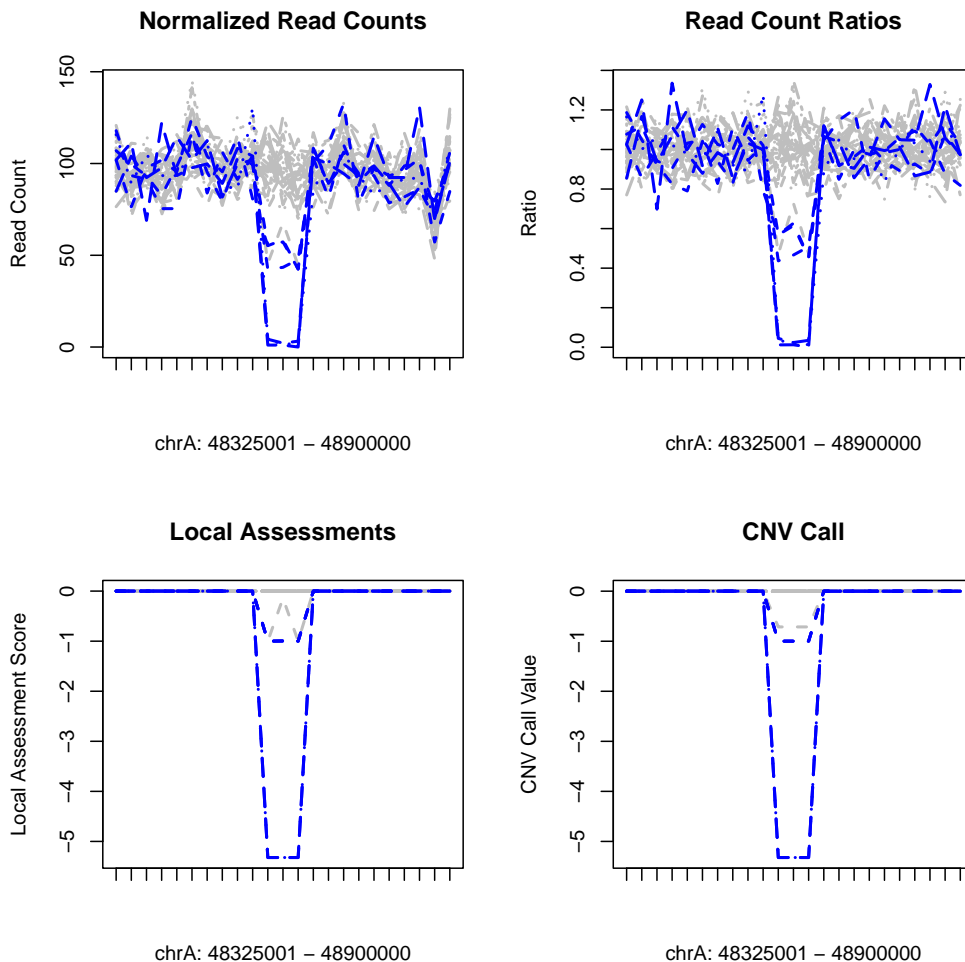 Normalized Read Counts
Read Count
150
100
50
0
chrA: 48325001 – 48900000
Read Count Ratios
Ratio
1.2
0.8
0.4
0.0
chrA: 48325001 – 48900000
Local Assessments
Local Assessment Score
0
−1
−2
−3
−4
−5
chrA: 48325001 – 48900000
CNV Call
CNV Call Value
0
−1
−2
−3
−4
−5
chrA: 48325001 – 48900000